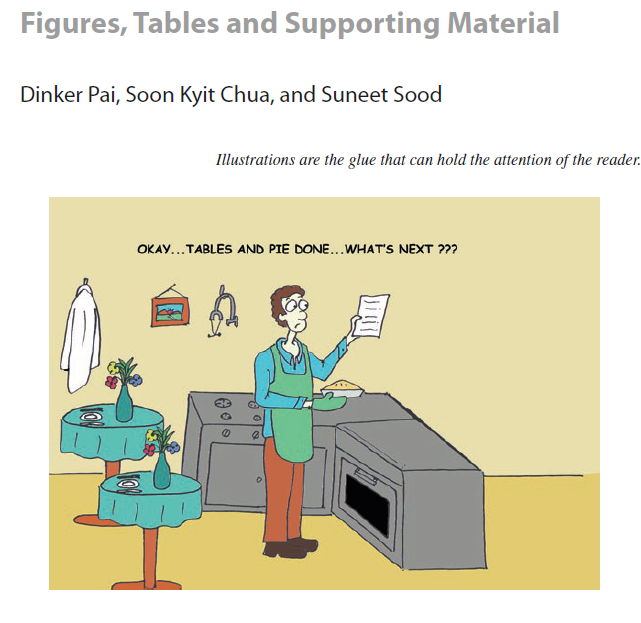 Figures, Tables and Supporting Material
Dinker Pai, Soon Kyit Chua, and Suneet Sood
Illustrations are the glue that can hold the attention of the reader.
OKAY...TABLES AND PIE DONE...WHAT'S NEXT ???